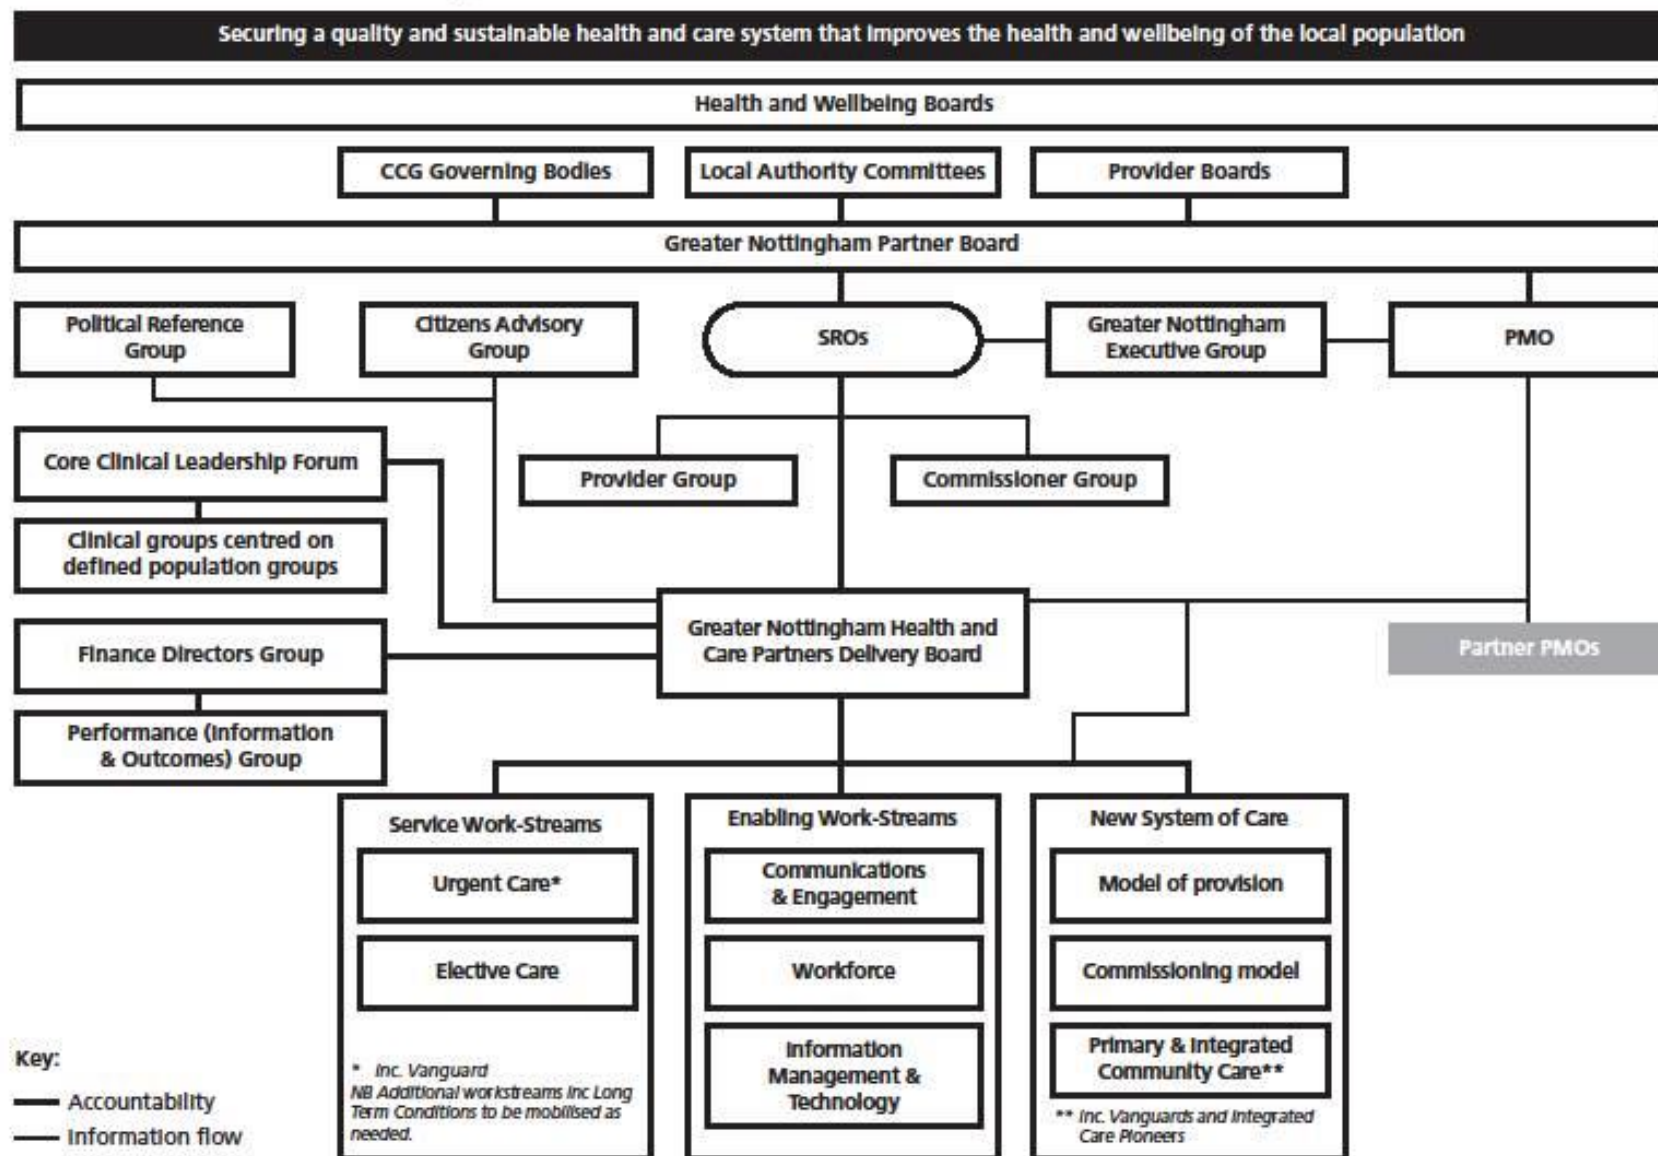 Securing a quality and sustainable health and care system that improves the health and wellbeing of the local population
Health and Wellbeing Boards
CCG Governing Bodies
Local Authority Committees
Provider Boards
Greater Nottingham Partner Board
Political Reference
Group
Citizens Advisory
Group
SROs
Greater Nottingham
Executive Group
PMO
Core Clinical Leadership Forum
Provider Group
Commissioner Group
Clinical groups centred on
defined population groups
Finance Directors Group
Greater Nottingham Health and
Care Partners Delivery Board
Partner PMOs
Performance (Information
& Outcomes) Group
Service Work-Streams
Urgent Care*
Elective Care
* Inc. Vanguard
NB Additional workstreams inc Long
Term Conditions to be mobilised as
needed.
Enabling Work-Streams
Communications
& Engagement
Workforce
Information
Management &
Technology
New System of Care
Model of provision
Commissioning model
Primary & Integrated
Community Care**
** Inc. Vanguards and Integrated
Care Pioneers
Key:
Accountability
Information flow